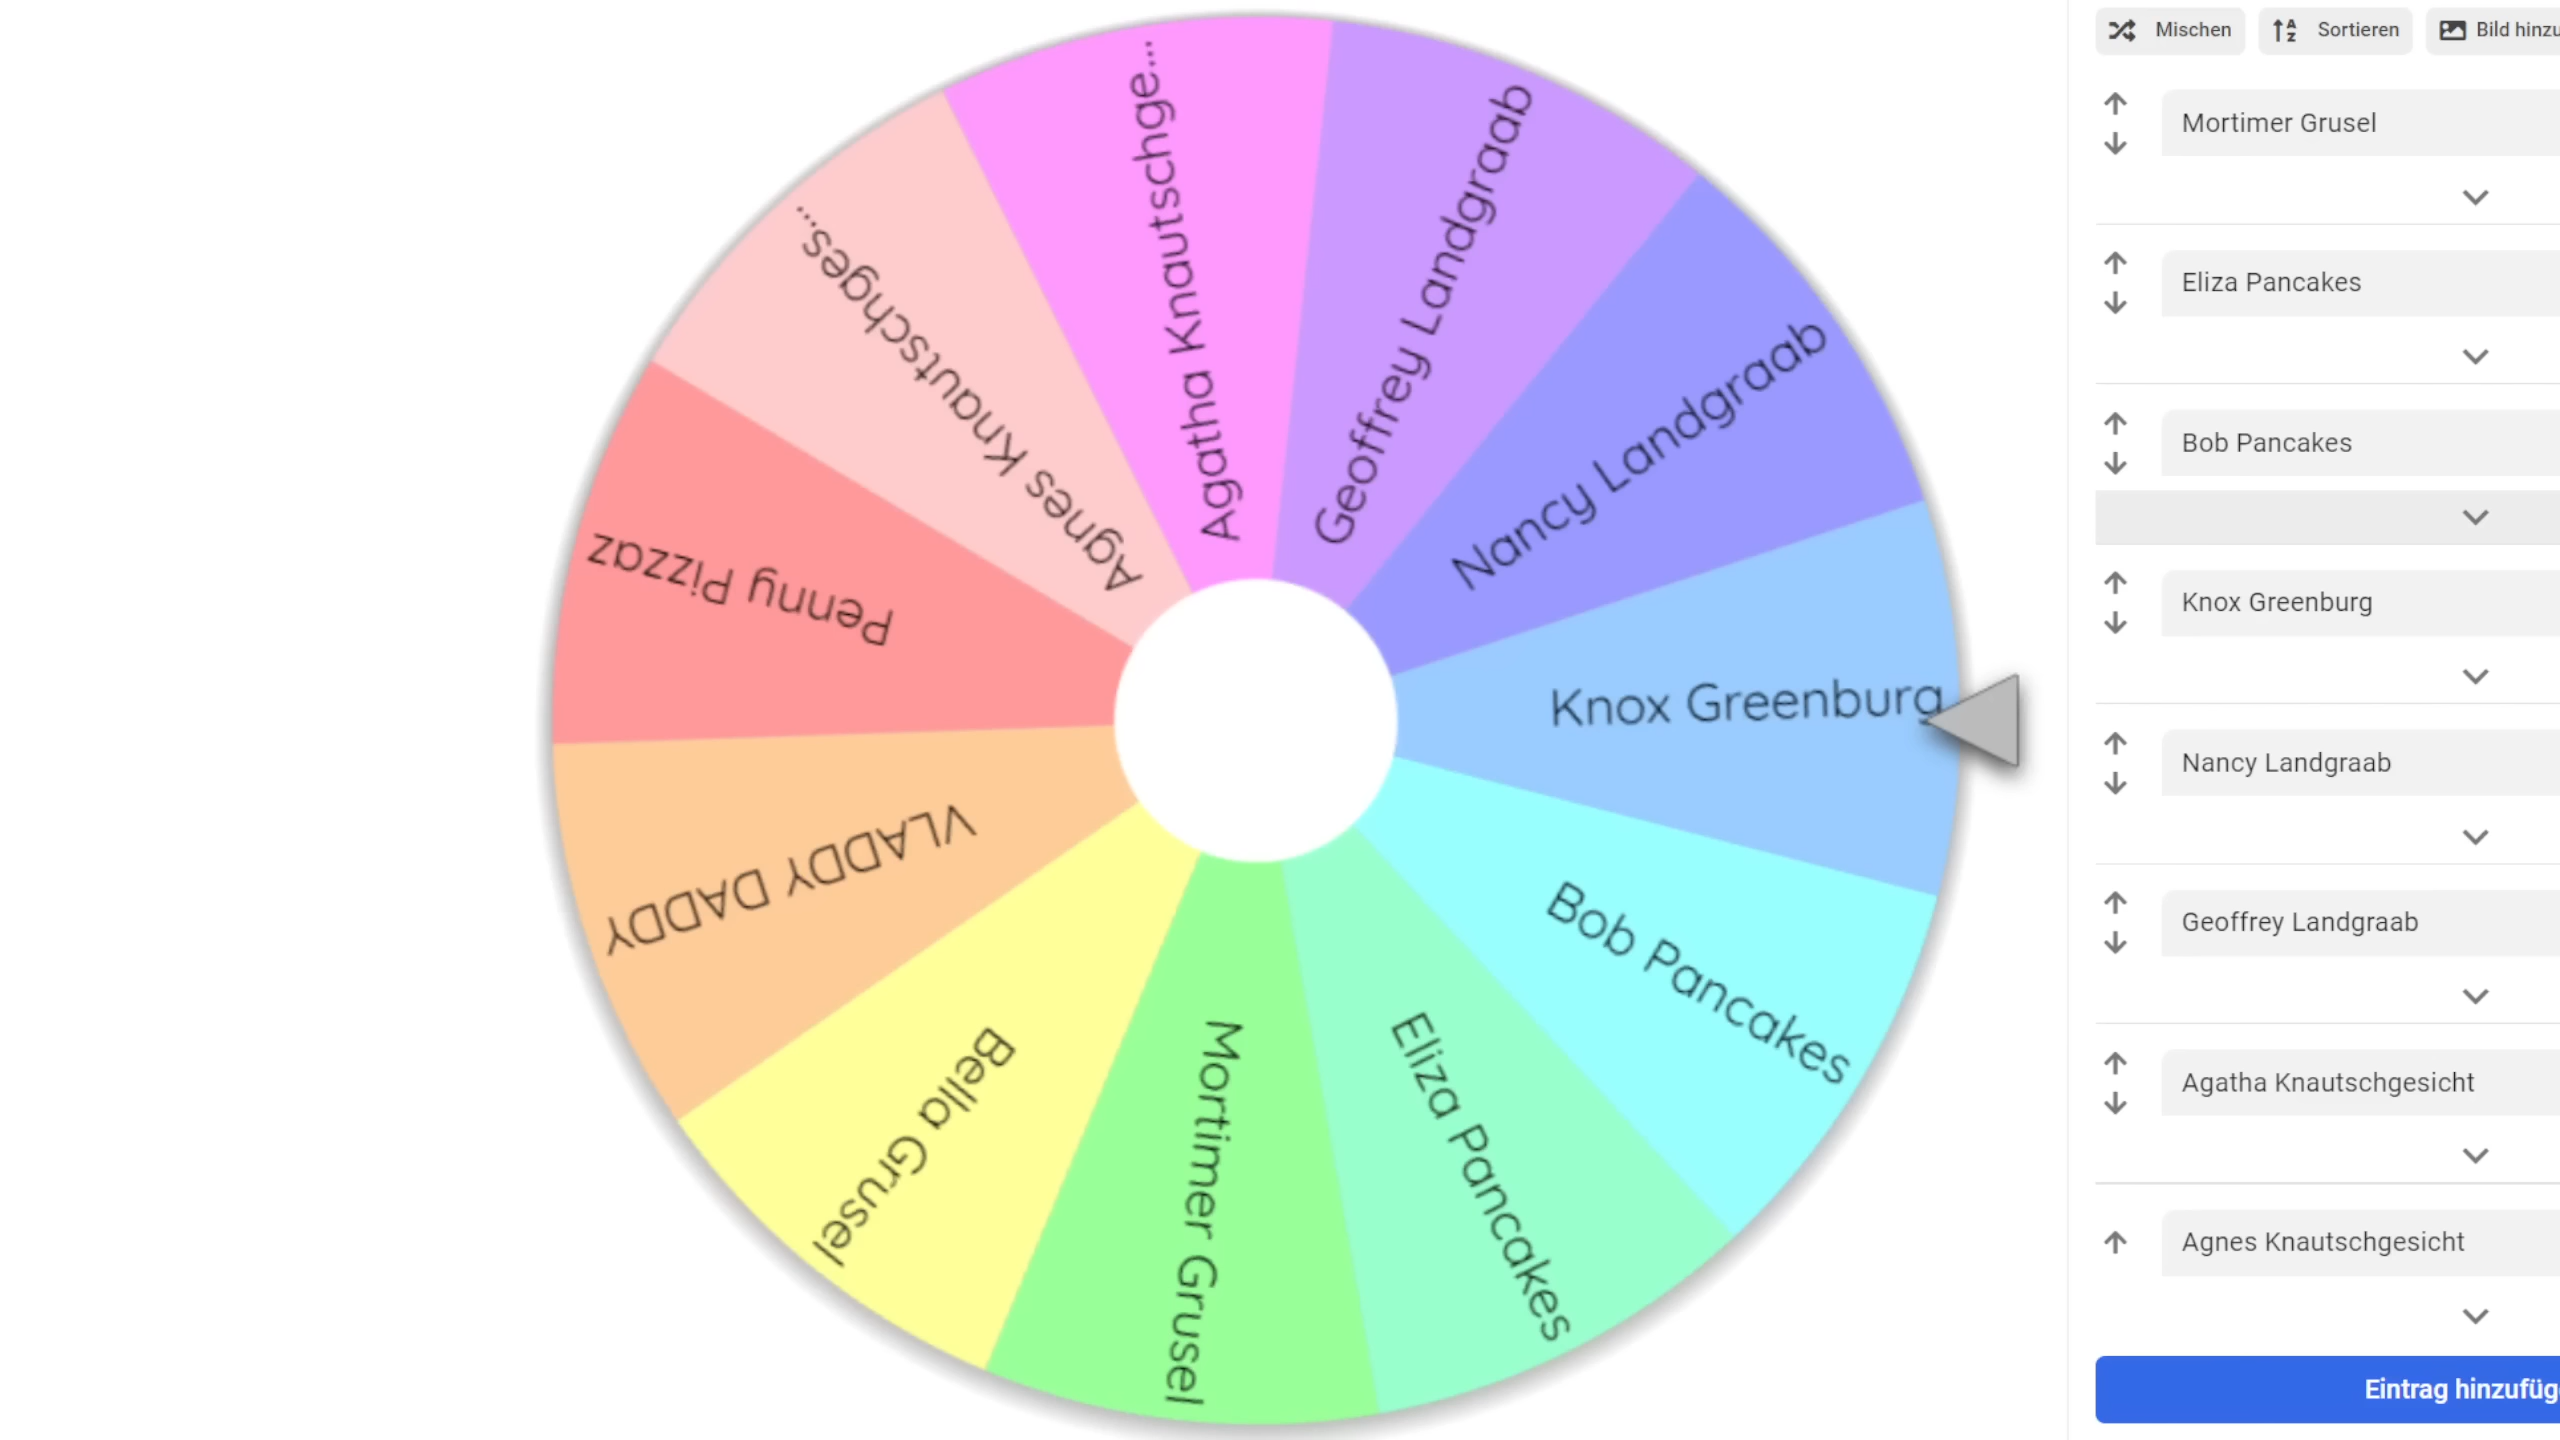 Agatha Knautschge...
Geoffrey Landgraab
Nancy Landgraab
Knox Greenburg
Bob Pancakes
Eliza Pancakes
Mortimer Grusel
Bella Grusel
VLADDY DADDY
Penny Pizzaz
Agnes Knautschges...
Mischen
Sortieren
Bild hinzu
Mortimer Grusel
Eliza Pancakes
Bob Pancakes
Knox Greenburg
Nancy Landgraab
Geoffrey Landgraab
Agatha Knautschgesicht
Agnes Knautschgesicht
Eintrag hinzufüg